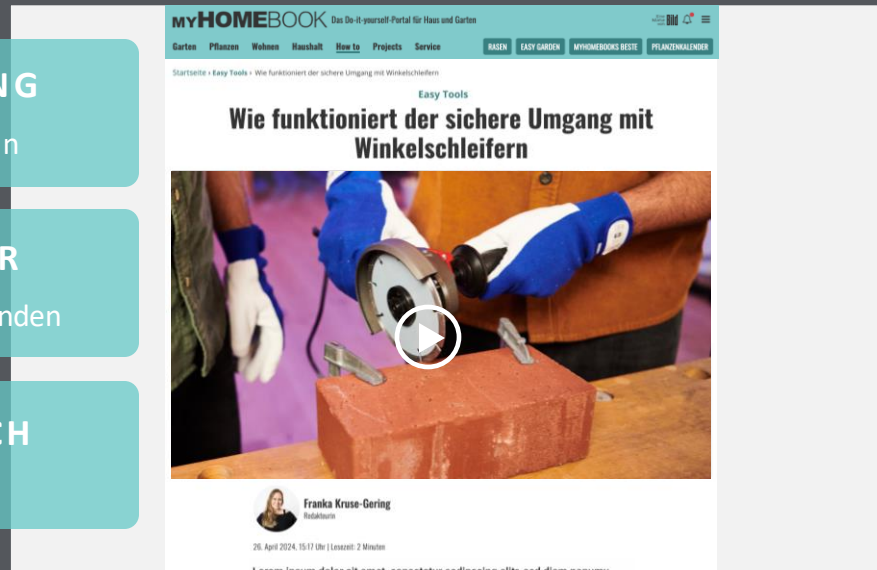 NG
n
R
nden
CH
MYHOMEBOOK Das Do-it-yourself-Portal für Haus und Garten
Bild
Garten Pflanzen Wohnen Haushalt How to Projects Service RASEN EASY GARDEN MYHOMEBOOKS BESTE PFLANZENKALENDER
Startseite › Easy Tools › Wie funktioniert der sichere Umgang mit Winkelschleifern
Easy Tools
Wie funktioniert der sichere Umgang mit
Winkelschleifern
Franka Kruse-Gering
Redakteurin
26. April 2024, 15:17 Uhr | Lesezeit: 2 Minuten